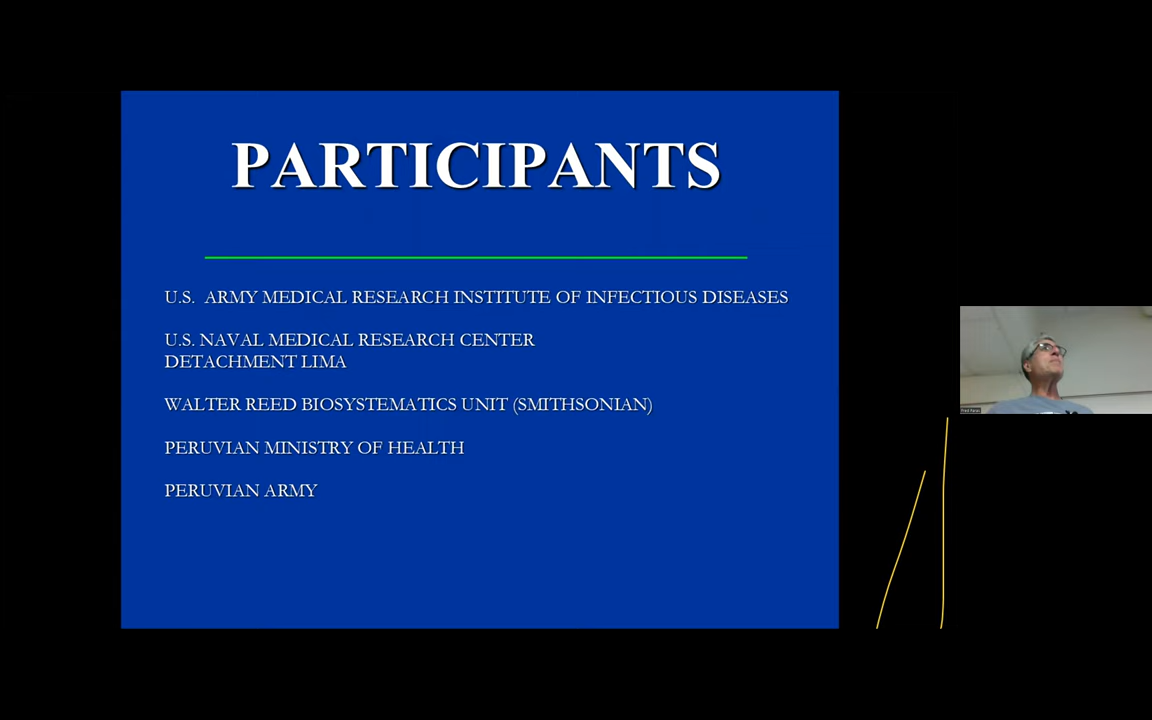 PARTICIPANTS
U.S. ARMY MEDICAL RESEARCH INSTITUTE OF INFECTIOUS DISEASES
U.S. NAVAL MEDICAL RESEARCH CENTER
DETACHMENT LIMA
WALTER REED BIOSYSTEMATICS UNIT (SMITHSONIAN)
PERUVIAN MINISTRY OF HEALTH
PERUVIAN ARMY